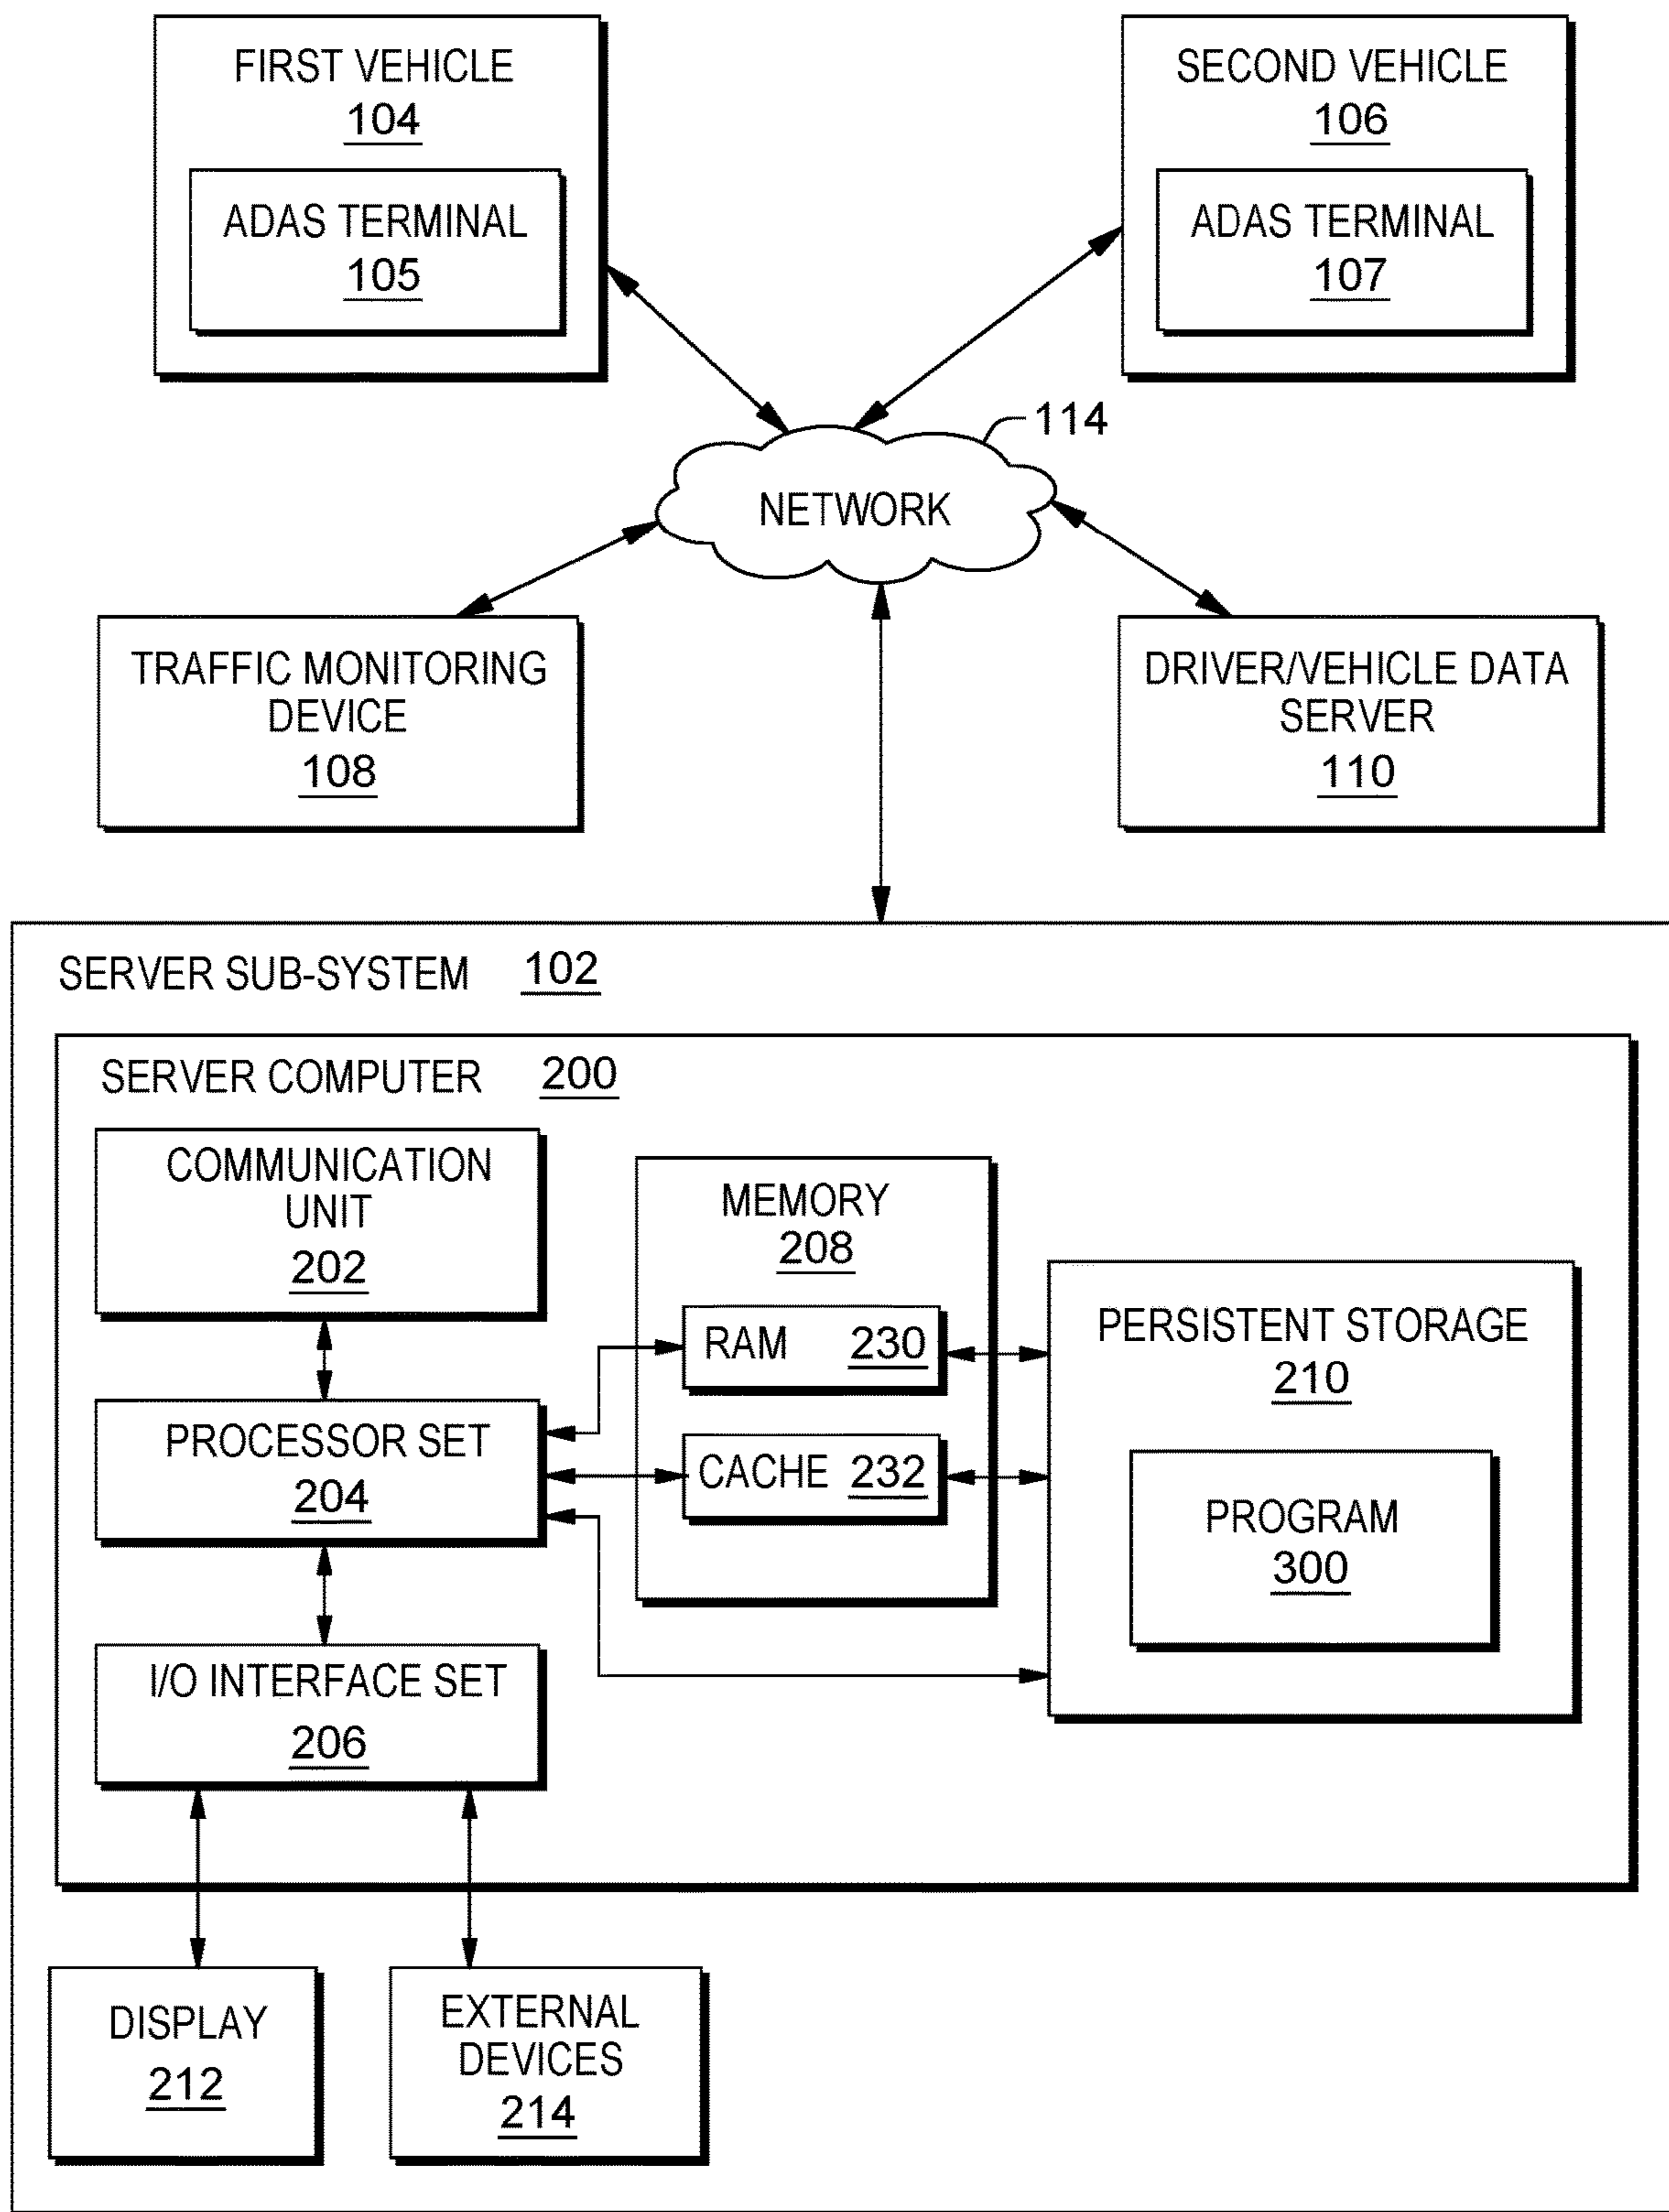 FIRST VEHICLE
104
ADAS TERMINAL
105
SECOND VEHICLE
106
ADAS TERMINAL
107
114
NETWORK
TRAFFIC MONITORING
DEVICE
108
DRIVER/VEHICLE DATA
SERVER
110
SERVER SUB-SYSTEM 102
SERVER COMPUTER 200
COMMUNICATION
UNIT
202
MEMORY
208
RAM 230
CACHE 232
PERSISTENT STORAGE
210
PROGRAM
300
PROCESSOR SET
204
I/O INTERFACE SET
206
DISPLAY
212
EXTERNAL
DEVICES
214